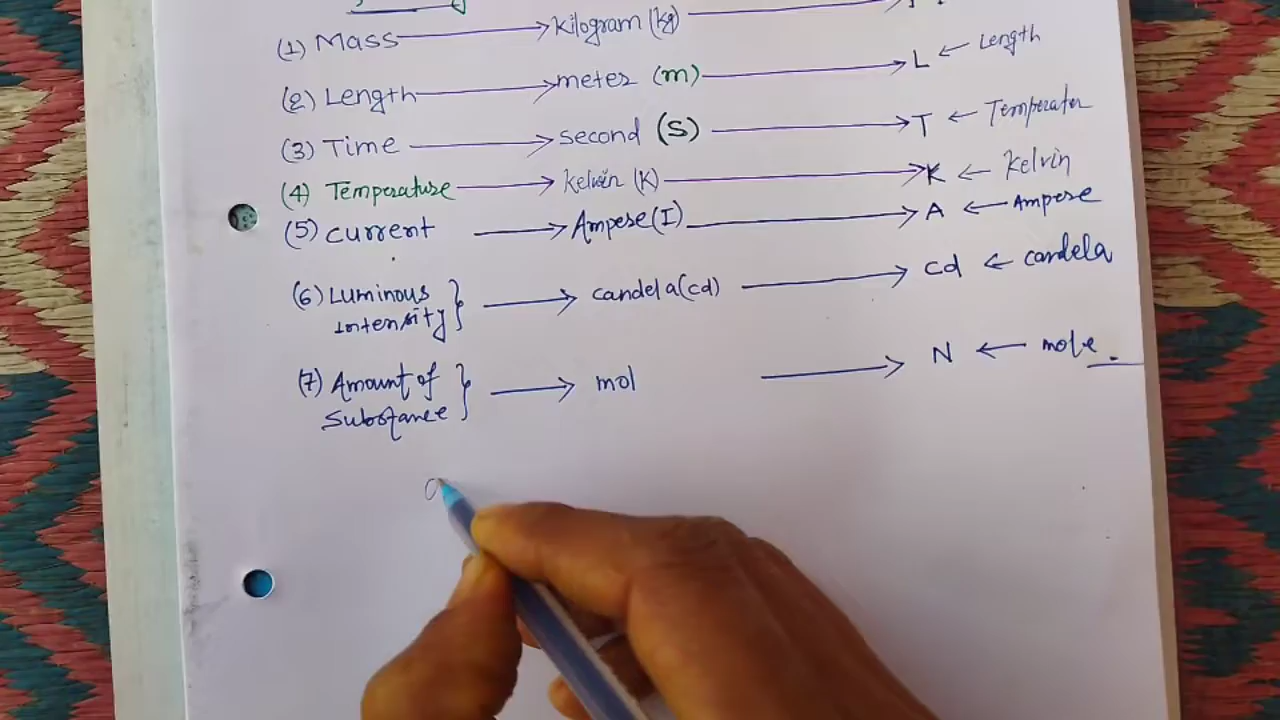 (1) Mass → kilogram (kg) →
(2) Length → meter (m) → L ← Length
(3) Time → second (S) → T ← Temperater
(4) Temperature → Kelvin (K) → K ← Kelvin
(5) current → Ampere (I) → A ← Ampere
(6) Luminous Intensity } → candela (cd) → cd ← candela
(7) Amount of Substance } → mol → N ← mole.